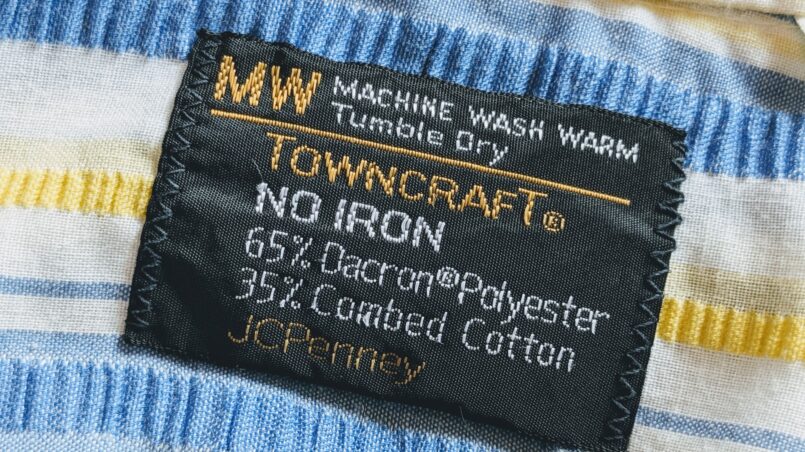 MW MACHINE WASH WARM
Tumble Dry
TOWNCRAFT®
NO IRON
65% Dacron®Polyester
35% Combed Cotton
JCPenney